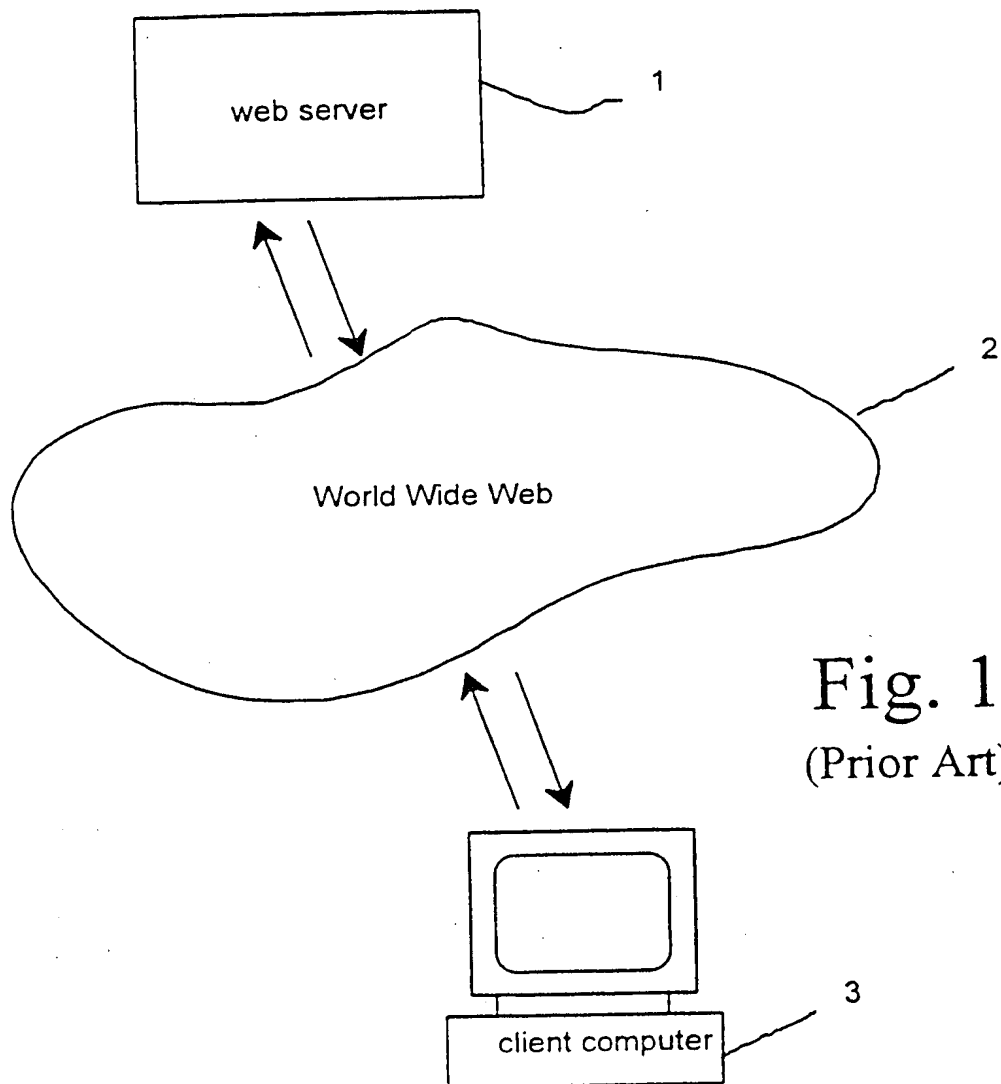 web server
1
2
World Wide Web
Fig. 1
(Prior Art)
3
client computer